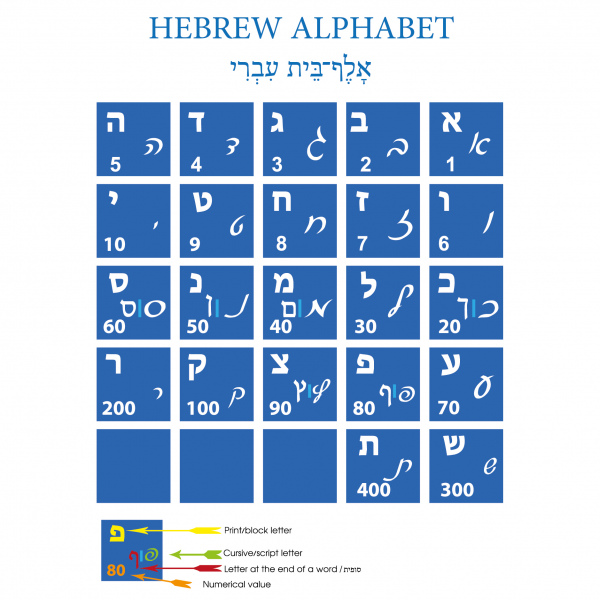 HEBREW ALPHABET
אָלֶף־בֵּית עִבְרִי
א
א
1
ב
ב
2
ג
ג
3
ד
ד
4
ה
ה
5
ו
ו
6
ז
ז
7
ח
ח
8
ט
ט
9
י
י
10
כ
כ|ך
20
ל
ל
30
מ
מ|ם
40
נ
נ|ן
50
ס
ס|ס
60
ע
ע
70
פ
פ|ף
80
צ
צ|ץ
90
ק
ק
100
ר
ר
200
ש
ש
300
ת
ת
400
פ
פ|ף
80
Print/block letter
Cursive/script letter
Letter at the end of a word / סופית
Numerical value